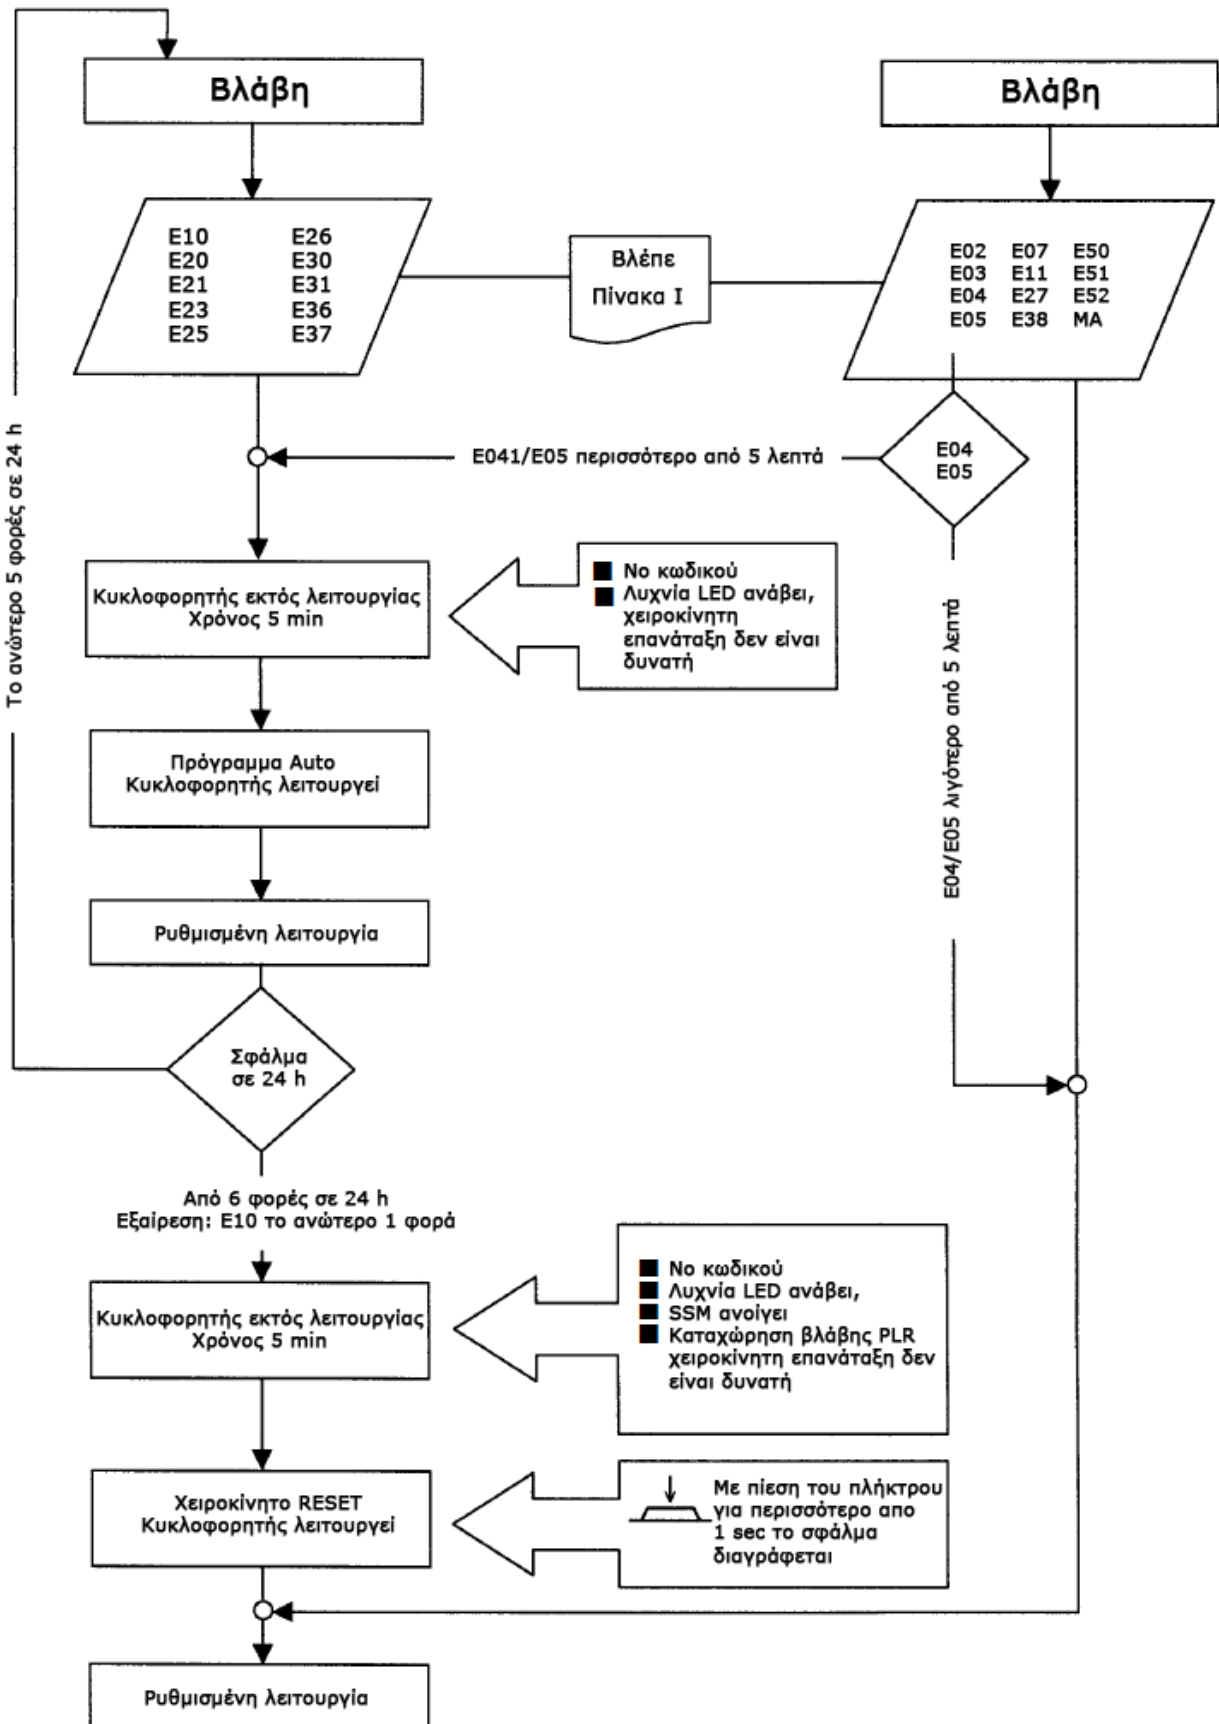 Βλάβη
Βλάβη
E10 E26
E20 E30
E21 E31
E23 E36
E25 E37
Βλέπε
Πίνακα I
E02 E07 E50
E03 E11 E51
E04 E27 E52
E05 E38 MA
Το ανώτερο 5 φορές σε 24 h
E041/E05 περισσότερο από 5 λεπτά
E04
E05
Κυκλοφορητής εκτός λειτουργίας
Χρόνος 5 min
No κωδικού
Λυχνία LED ανάβει,
χειροκίνητη
επανάταξη δεν είναι
δυνατή
E04/E05 λιγότερο από 5 λεπτά
Πρόγραμμα Auto
Κυκλοφορητής λειτουργεί
Ρυθμισμένη λειτουργία
Σφάλμα
σε 24 h
Από 6 φορές σε 24 h
Εξαίρεση: E10 το ανώτερο 1 φορά
Κυκλοφορητής εκτός λειτουργίας
Χρόνος 5 min
No κωδικού
Λυχνία LED ανάβει,
SSM ανοίγει
Καταχώρηση βλάβης PLR
χειροκίνητη επανάταξη δεν
είναι δυνατή
Χειροκίνητο RESET
Κυκλοφορητής λειτουργεί
Με πίεση του πλήκτρου
για περισσότερο απο
1 sec το σφάλμα
διαγράφεται
Ρυθμισμένη λειτουργία